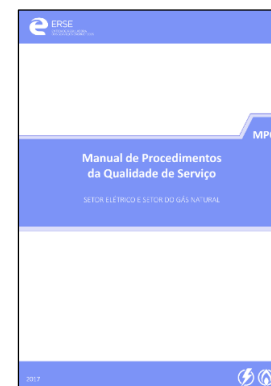 ERSE
MPQ
Manual de Procedimentos
da Qualidade de Serviço
SETOR ELÉTRICO E SETOR DO GÁS NATURAL
2017